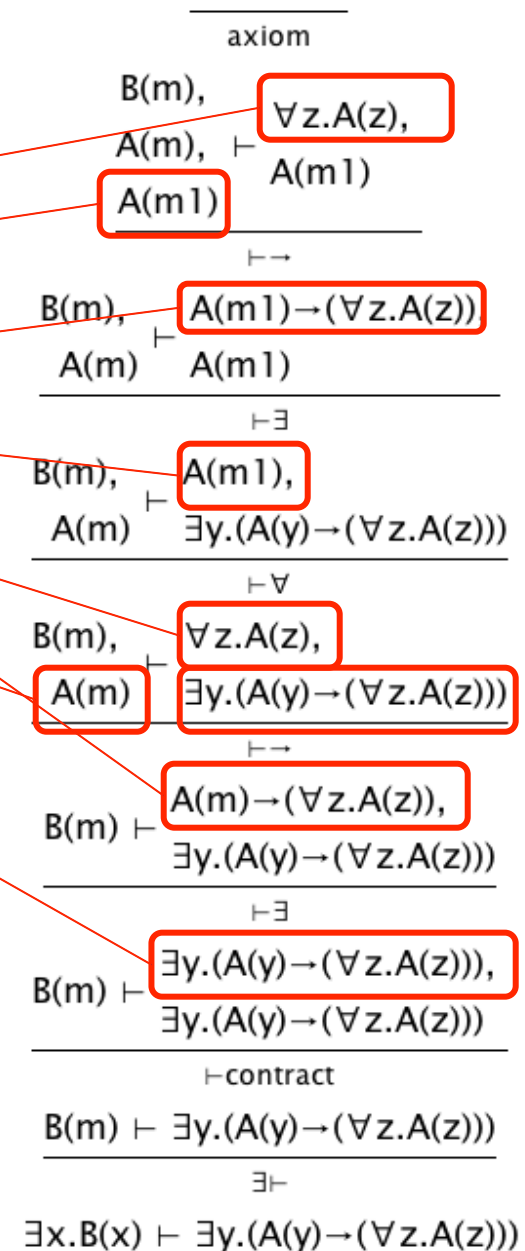 axiom
B(m),
∀z.A(z),
A(m), ⊢
A(m1)
A(m1)
⊢→
B(m), A(m1)→(∀z.A(z)),
⊢
A(m) A(m1)
⊢∃
B(m), A(m1),
⊢
A(m) ∃y.(A(y)→(∀z.A(z)))
⊢∀
B(m), ∀z.A(z),
⊢
A(m) ∃y.(A(y)→(∀z.A(z)))
⊢→
A(m)→(∀z.A(z)),
B(m) ⊢
∃y.(A(y)→(∀z.A(z)))
⊢∃
∃y.(A(y)→(∀z.A(z))),
B(m) ⊢
∃y.(A(y)→(∀z.A(z)))
⊢contract
B(m) ⊢ ∃y.(A(y)→(∀z.A(z)))
∃⊢
∃x.B(x) ⊢ ∃y.(A(y)→(∀z.A(z)))